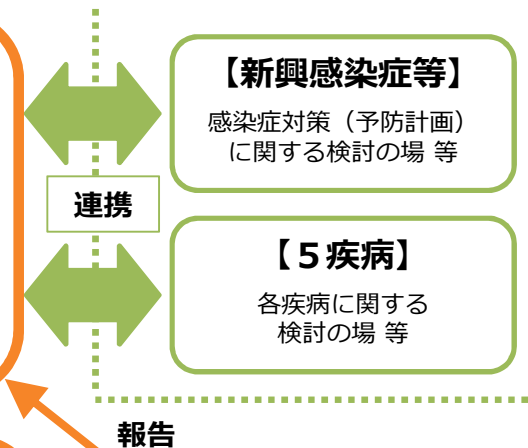 【新興感染症等】
感染症対策（予防計画）
に関する検討の場 等
連携
【５疾病】
各疾病に関する
検討の場 等
報告